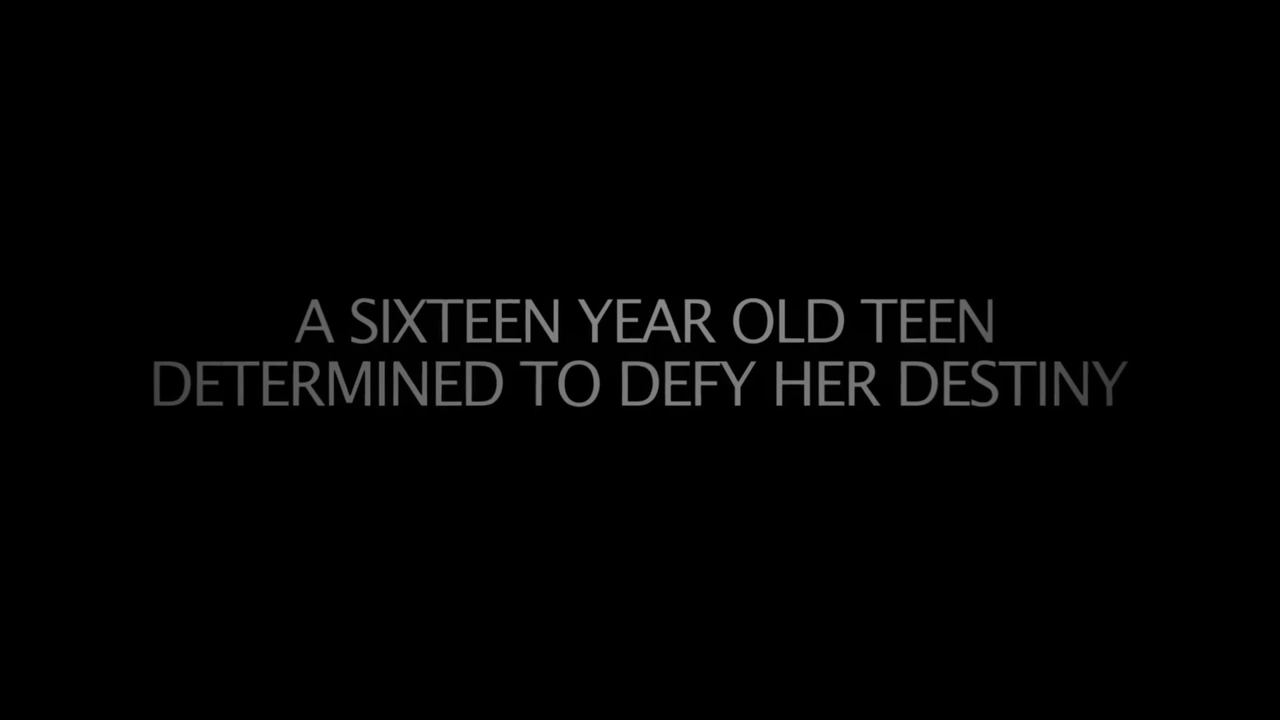 A SIXTEEN YEAR OLD TEEN
DETERMINED TO DEFY HER DESTINY